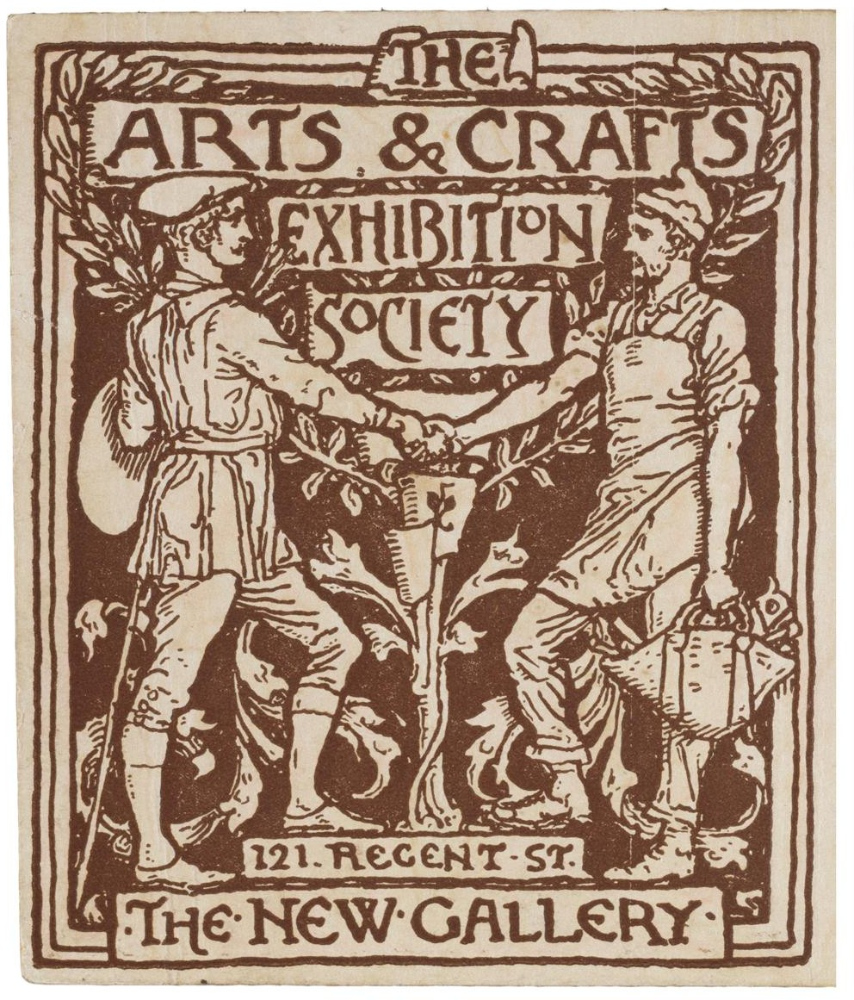 THE
ARTS & CRAFTS
EXHIBITION
SOCIETY
121. REGENT·ST.
·THE·NEW·GALLERY·